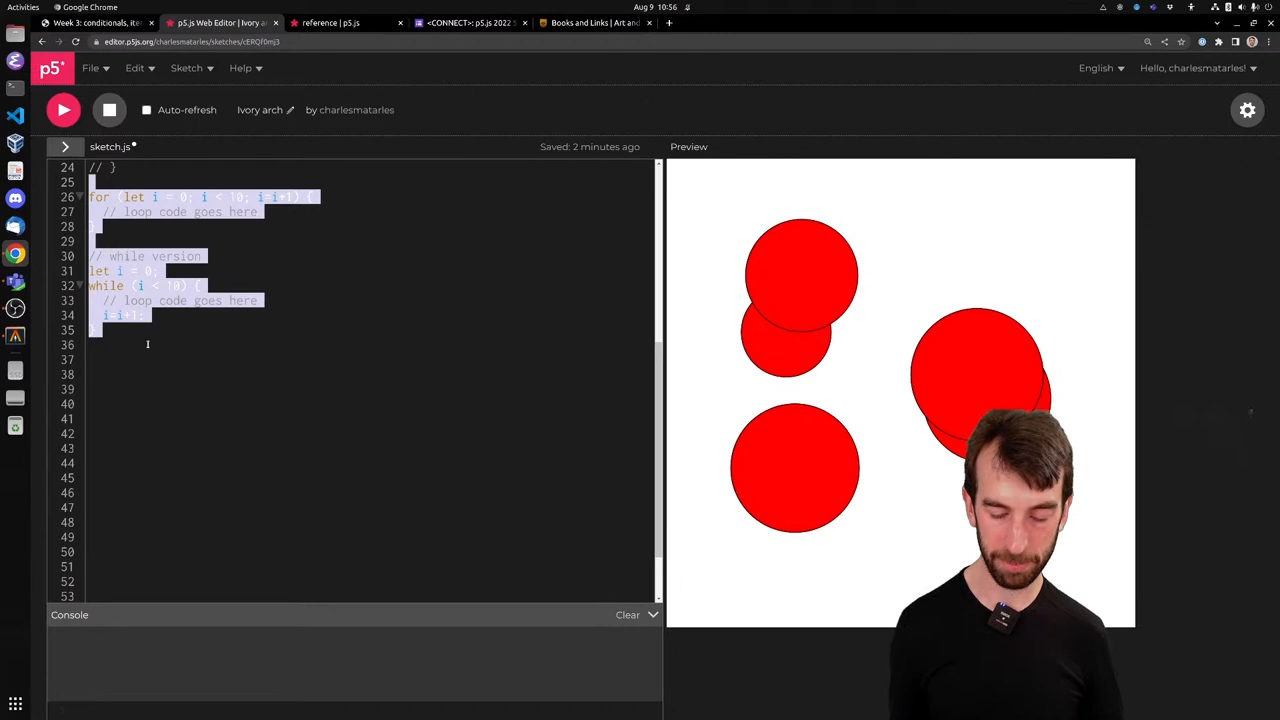 Activities
Google Chrome
Aug 9 10:56
Week 3: conditionals, iter
p5.js Web Editor | Ivory ar
reference | p5.js
<CONNECT>: p5.js 2022 S
Books and Links | Art and
editor.p5js.org/charlesmatarles/sketches/cERQf0mj3
p5*
File
Edit
Sketch
Help
English
Hello, charlesmatarles!
Auto-refresh
Ivory arch
by charlesmatarles
sketch.js
Saved: 2 minutes ago
Preview
24 // }
25
26 for (let i = 0; i < 10; i=i+1) {
27 // loop code goes here
28 }
29
30 // while version
31 let i = 0;
32 while (i < 10) {
33 // loop code goes here
34 i=i+1;
35 }
36
37
38
39
40
41
42
43
44
45
46
47
48
49
50
51
52
53
Console
Clear